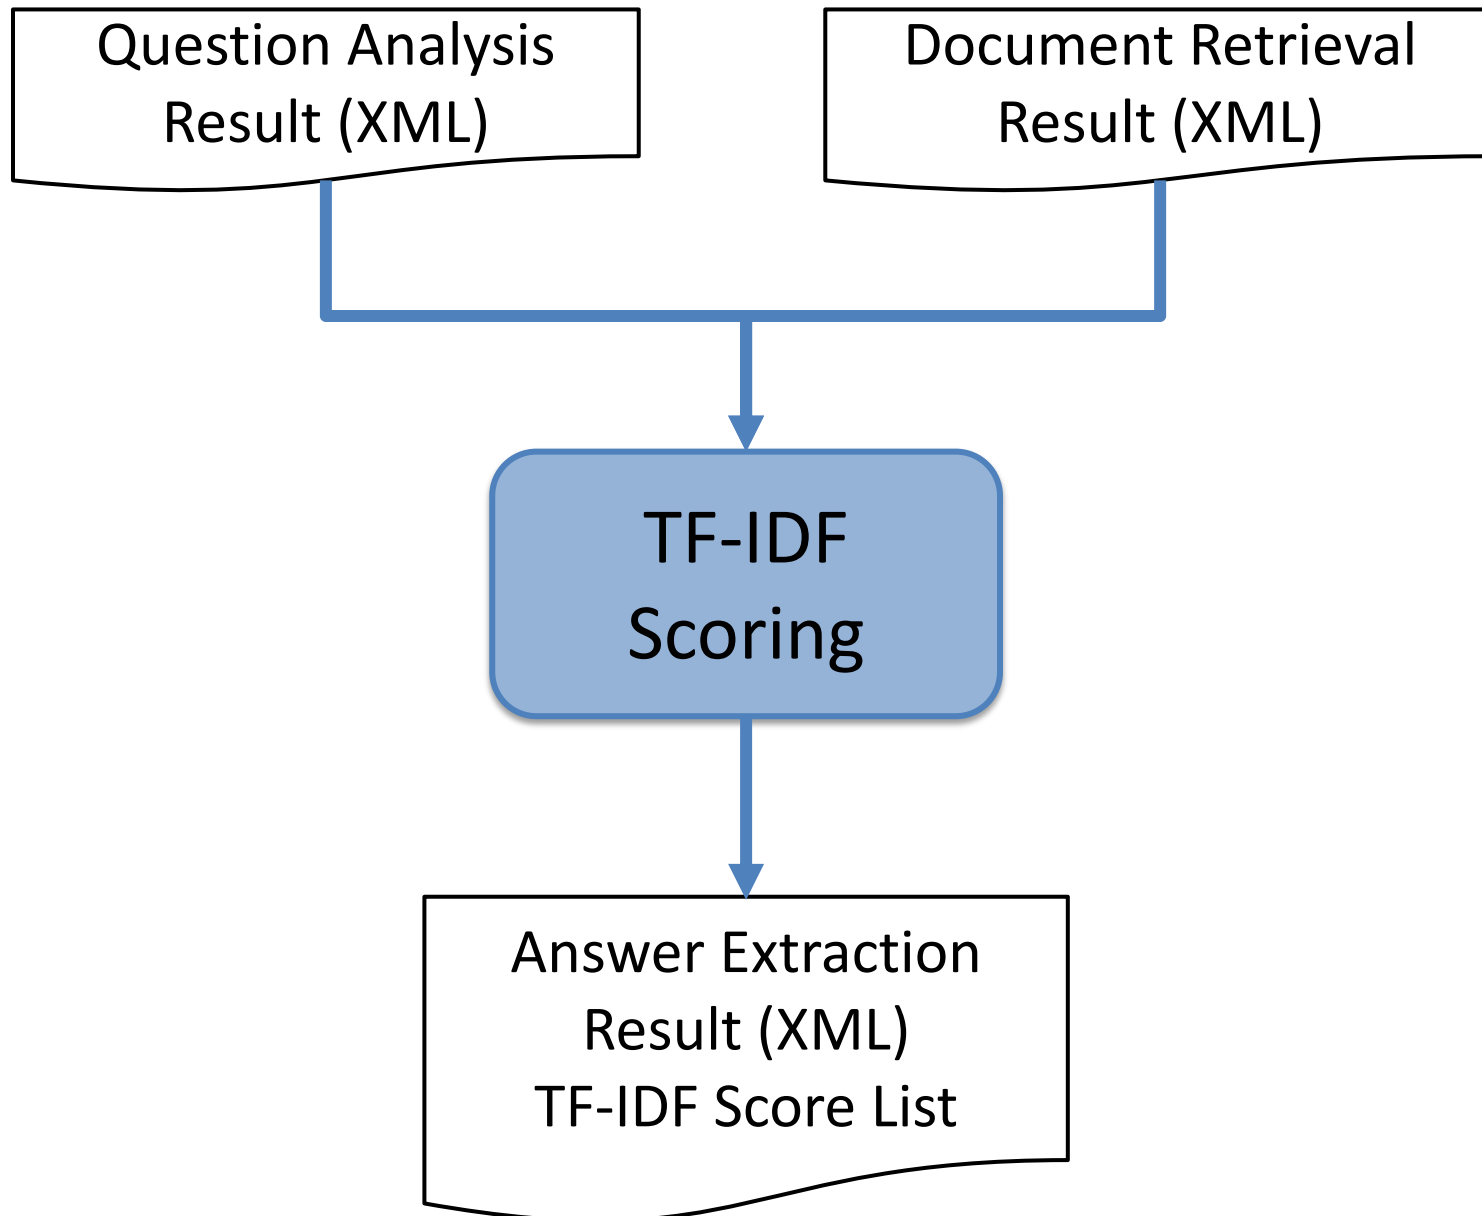 Question Analysis
Result (XML)
Document Retrieval
Result (XML)
TF-IDF
Scoring
Answer Extraction
Result (XML)
TF-IDF Score List